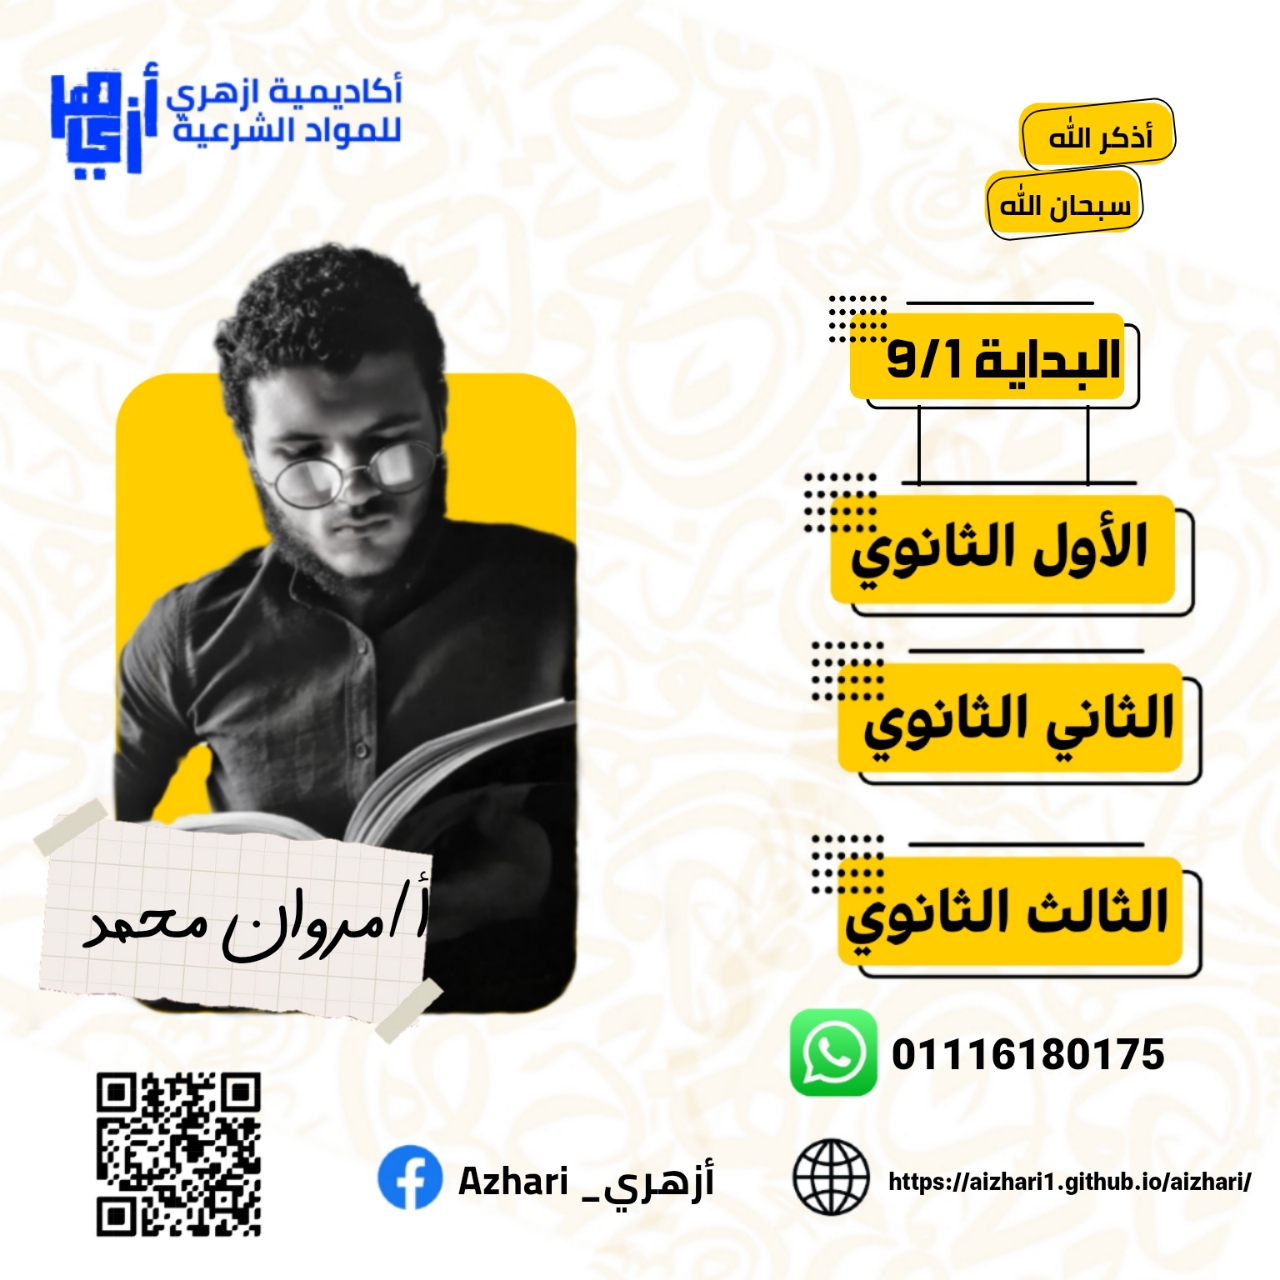 أكاديمية ازهري
للمواد الشرعية
أزهري
أذكر الله
سبحان الله
البداية 9/1
الأول الثانوي
الثاني الثانوي
الثالث الثانوي
أ/مروان محمد
01116180175
Azhari _أزهري
https://aizhari1.github.io/aizhari/